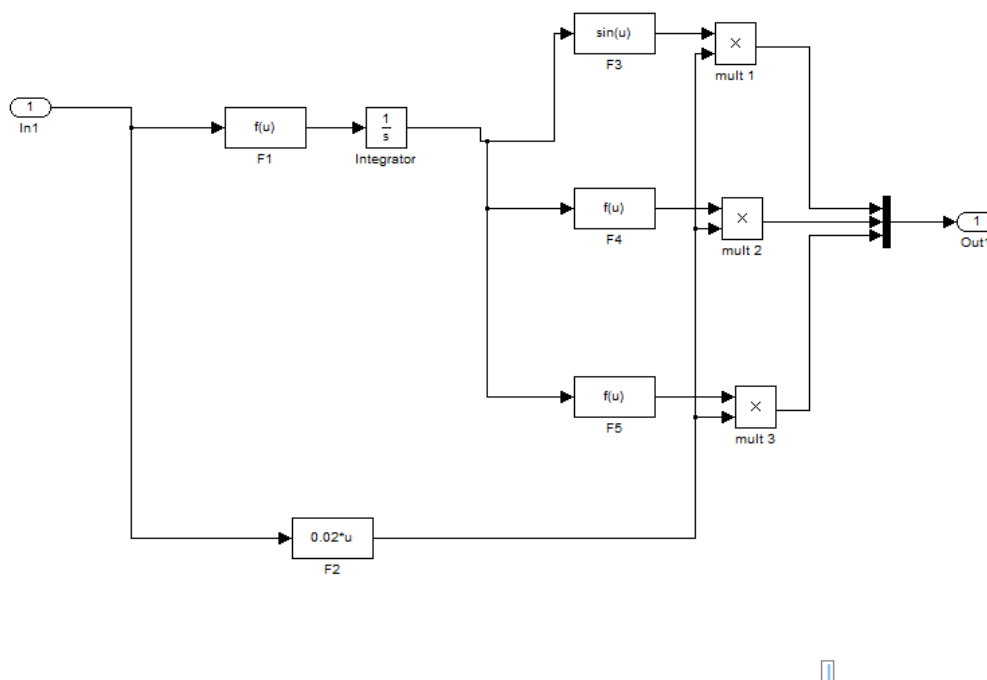 sin(u)
F3
×
mult 1
1
In1
f(u)
F1
1
s
Integrator
f(u)
F4
×
mult 2
1
Out1
f(u)
F5
×
mult 3
0.02*u
F2